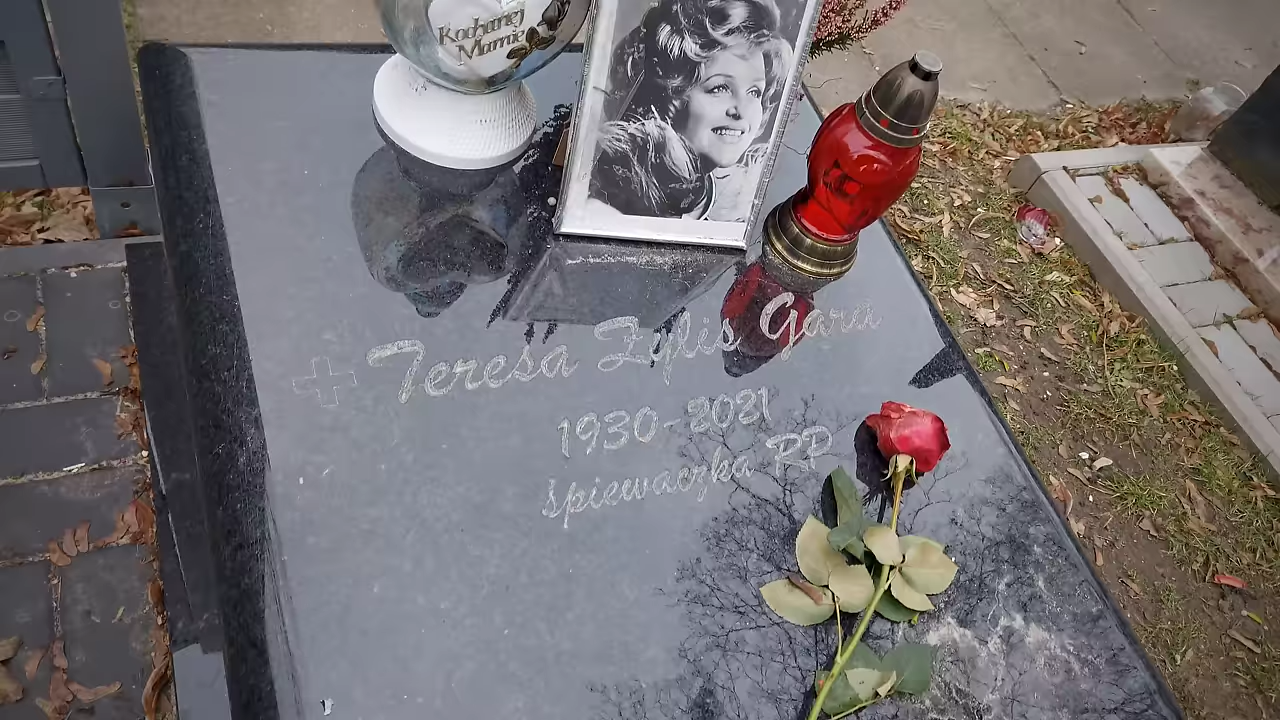 Kochanej
Mamie
Teresa Żylis Gara
1930-2021
śpiewaczka RP